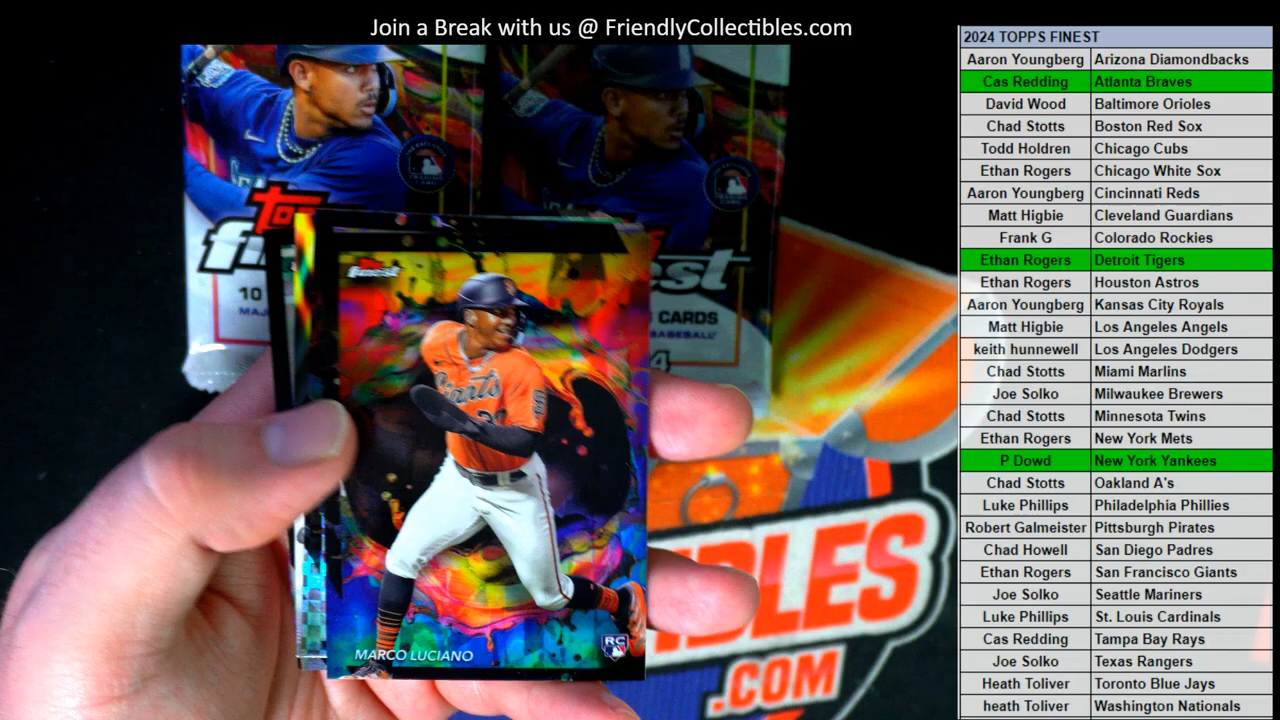 Join a Break with us @ FriendlyCollectibles.com
2024 TOPPS FINEST
Aaron Youngberg Arizona Diamondbacks
Cas Redding Atlanta Braves
David Wood Baltimore Orioles
Chad Stotts Boston Red Sox
Todd Holdren Chicago Cubs
Ethan Rogers Chicago White Sox
Aaron Youngberg Cincinnati Reds
Matt Higbie Cleveland Guardians
Frank G Colorado Rockies
Ethan Rogers Detroit Tigers
Ethan Rogers Houston Astros
Aaron Youngberg Kansas City Royals
Matt Higbie Los Angeles Angels
keith hunnewell Los Angeles Dodgers
Chad Stotts Miami Marlins
Joe Solko Milwaukee Brewers
Chad Stotts Minnesota Twins
Ethan Rogers New York Mets
P Dowd New York Yankees
Chad Stotts Oakland A's
Luke Phillips Philadelphia Phillies
Robert Galmeister Pittsburgh Pirates
Chad Howell San Diego Padres
Ethan Rogers San Francisco Giants
Joe Solko Seattle Mariners
Luke Phillips St. Louis Cardinals
Cas Redding Tampa Bay Rays
Joe Solko Texas Rangers
Heath Toliver Toronto Blue Jays
heath Toliver Washington Nationals
finest
Giants
MARCO LUCIANO
RC
10
CARDS
BASEBALL
IBLES
.COM